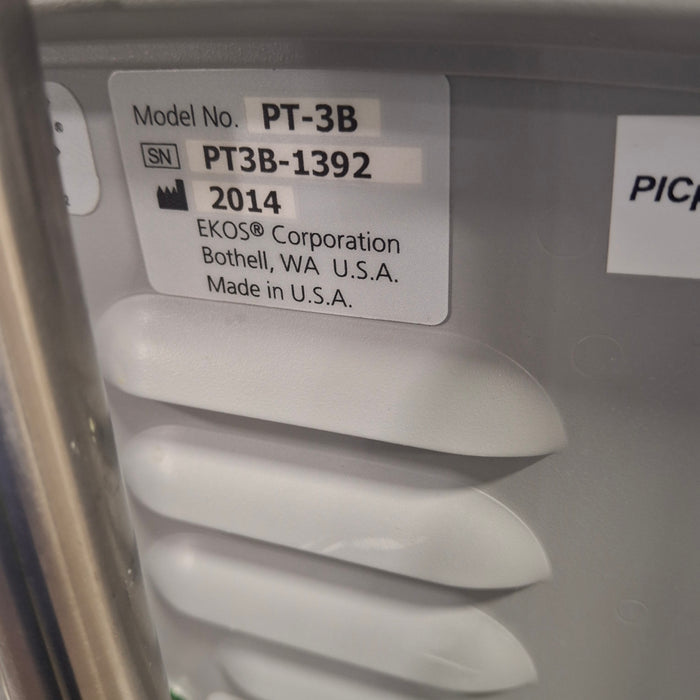 Model No. PT-3B
SN PT3B-1392
2014
EKOS® Corporation
Bothell, WA U.S.A.
Made in U.S.A.